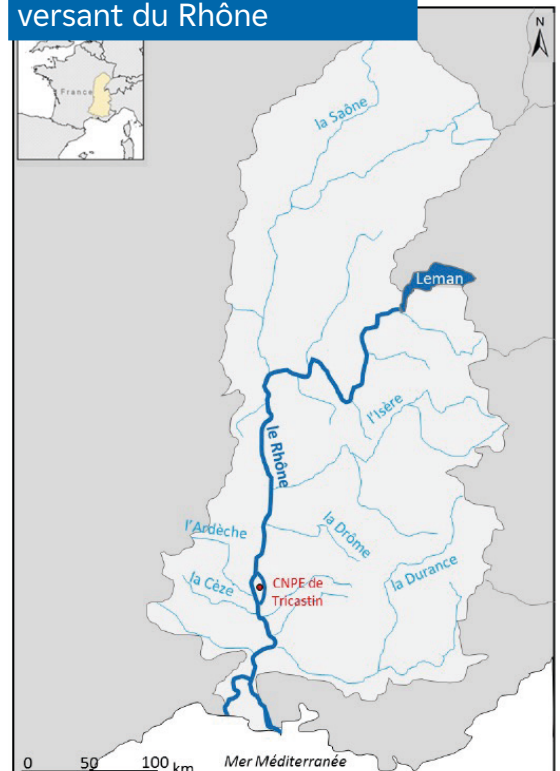 versant du Rhône
N
France
la Saône
Leman
l'Isère
le Rhône
l'Ardèche
la Drôme
la Cèze
CNPE de
Tricastin
la Durance
0 50 100 km
Mer Méditerranée